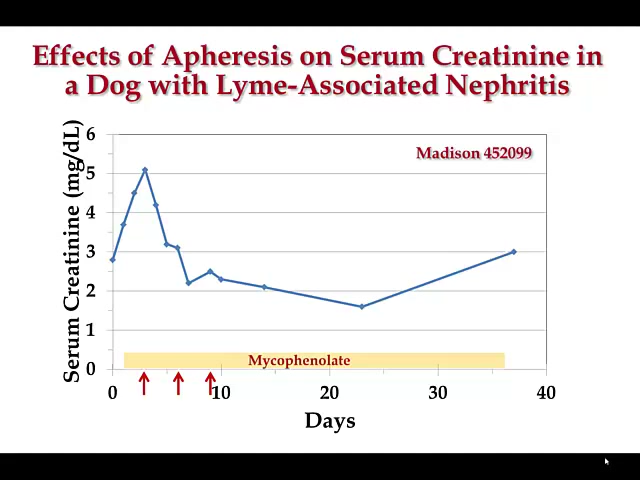 Effects of Apheresis on Serum Creatinine in
a Dog with Lyme-Associated Nephritis
Madison 452099
Serum Creatinine (mg/dL)
6
5
4
3
2
1
0
Mycophenolate
0
10
20
30
40
Days